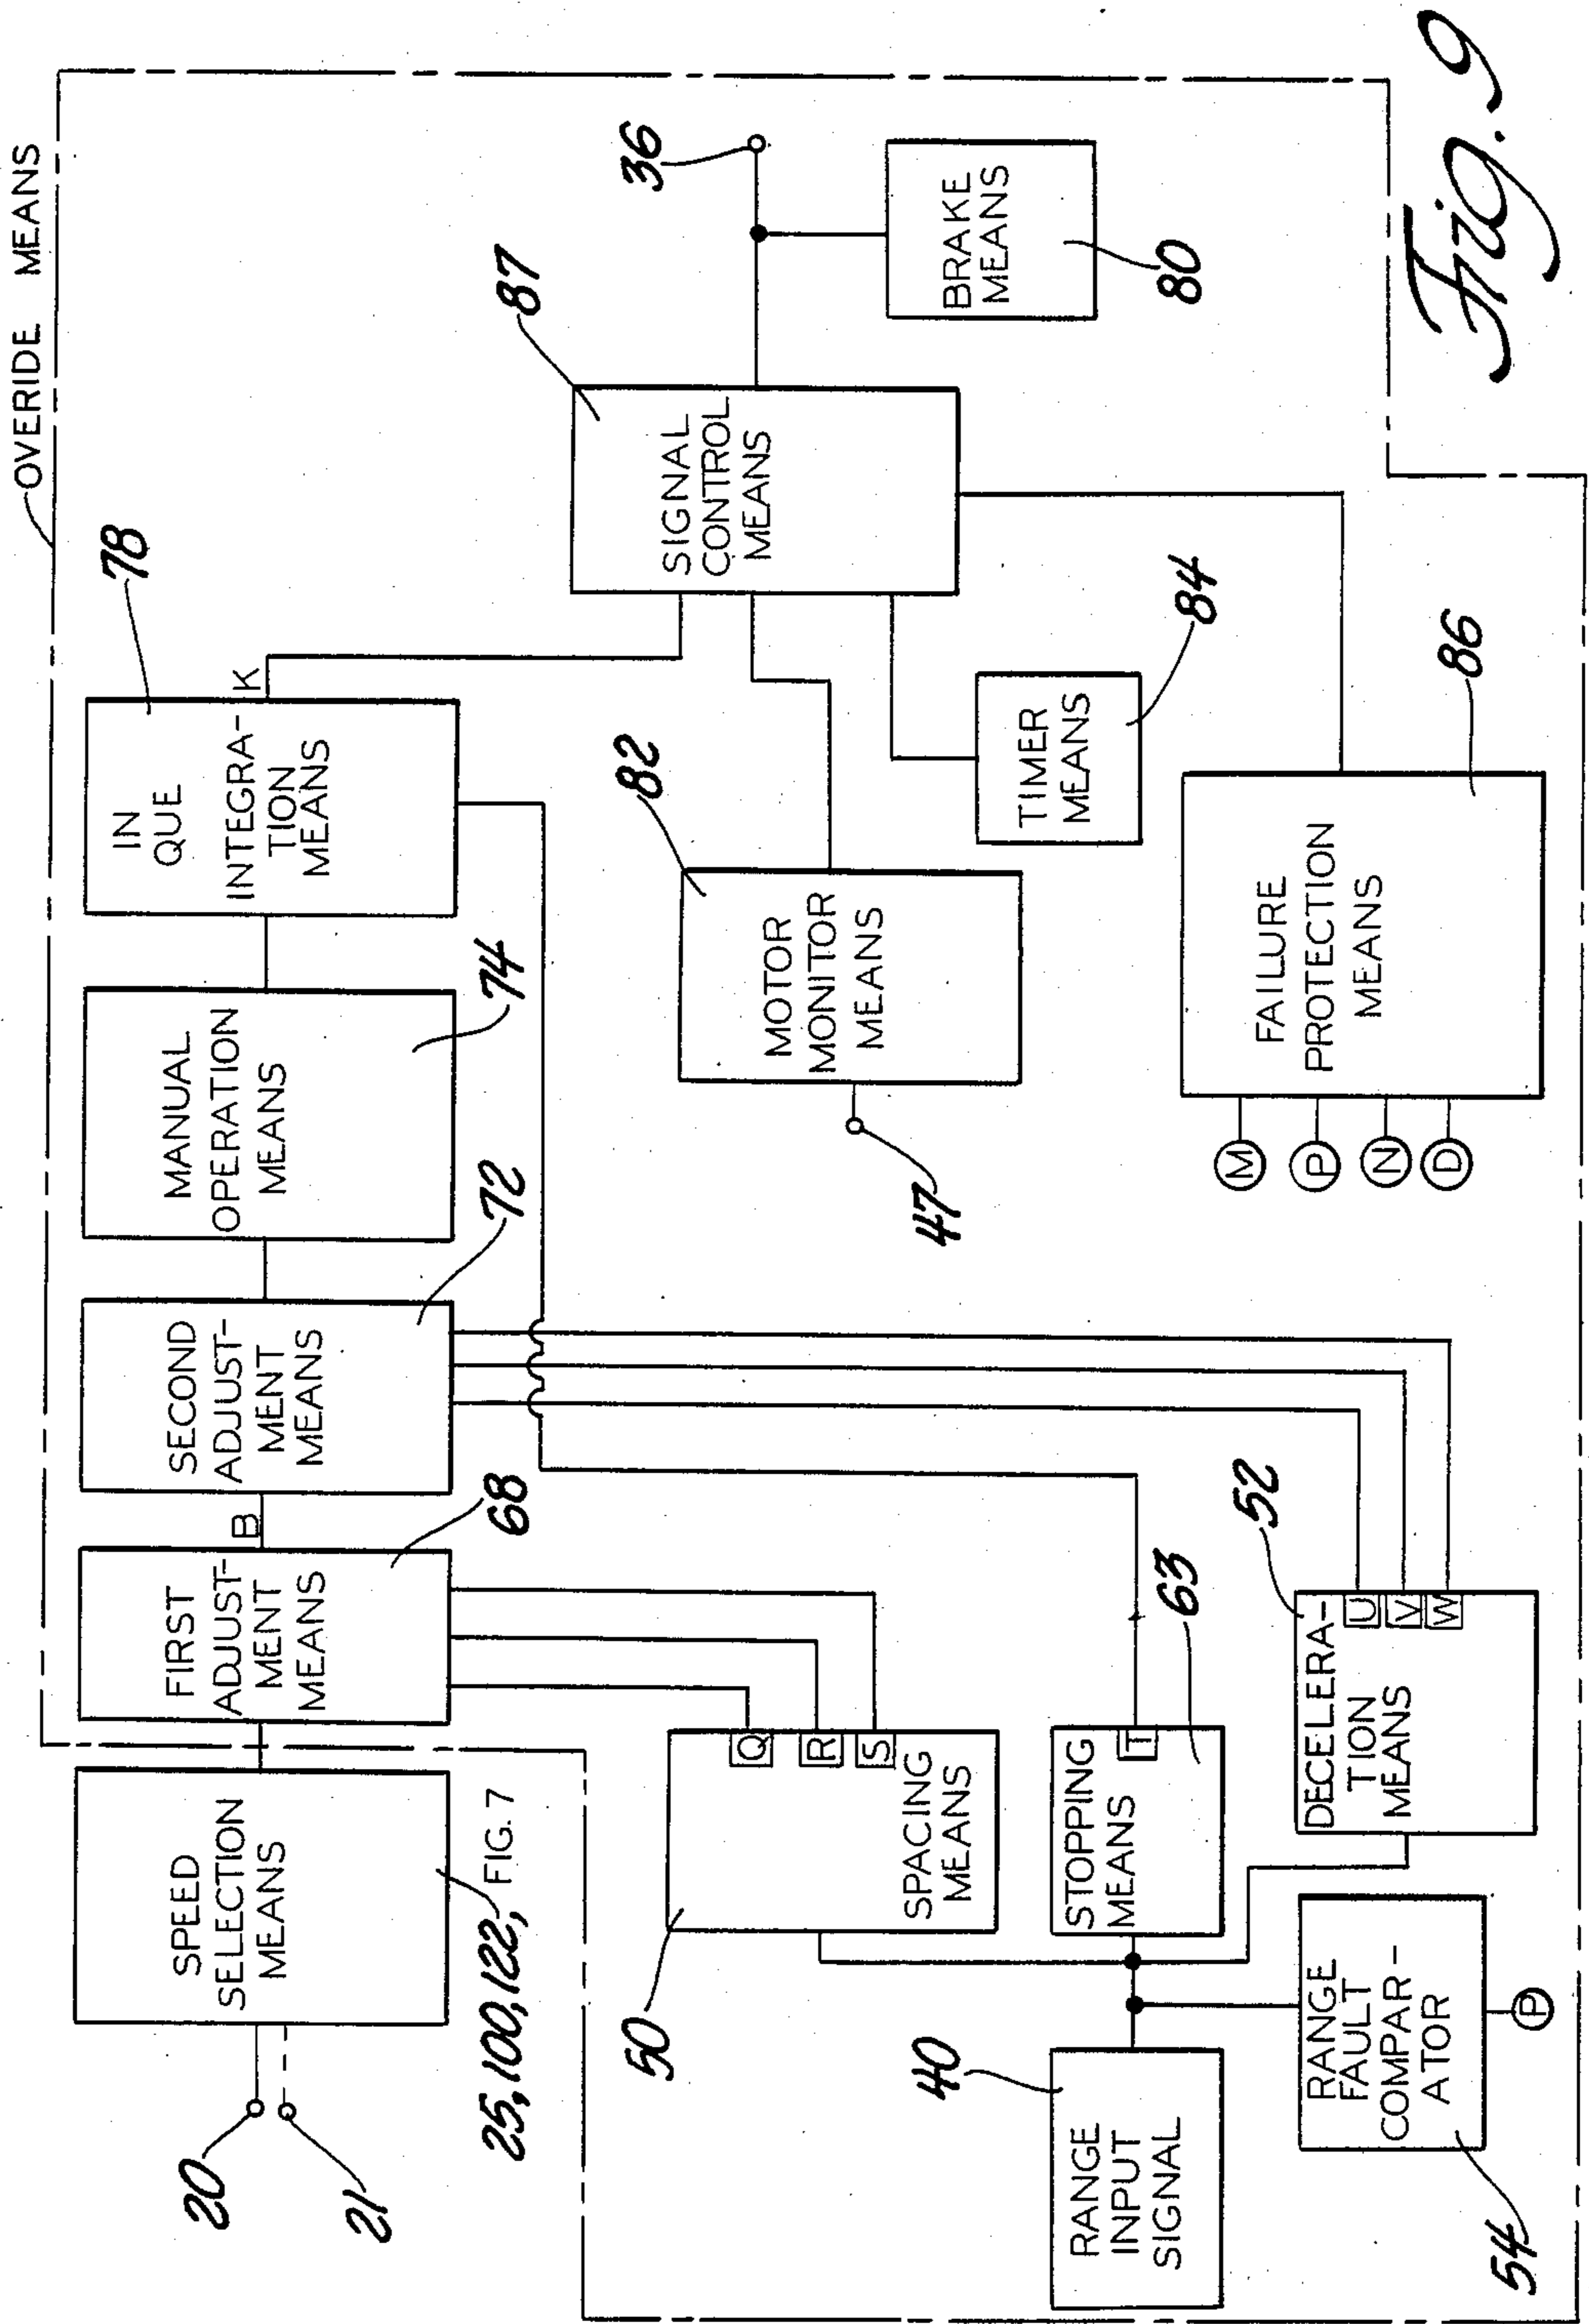 OVERIDE MEANS
20
21
SPEED
SELECTION
MEANS
25, 100, 122, FIG. 7
FIRST
ADJUST-
MENT
MEANS
68
B
SECOND
ADJUST-
MENT
MEANS
72
MANUAL
OPERATION
MEANS
74
IN
QUE
INTEGRA-
TION
MEANS
K
78
50
SPACING
MEANS
Q
R
S
MOTOR
MONITOR
MEANS
82
47
SIGNAL
CONTROL
MEANS
87
36
BRAKE
MEANS
80
TIMER
MEANS
84
40
RANGE
INPUT
SIGNAL
STOPPING
MEANS
T
63
DECELERA-
TION
MEANS
U
V
W
52
RANGE
FAULT
COMPAR-
ATOR
54
P
M
P
N
D
FAILURE
PROTECTION
MEANS
86
Fig. 9